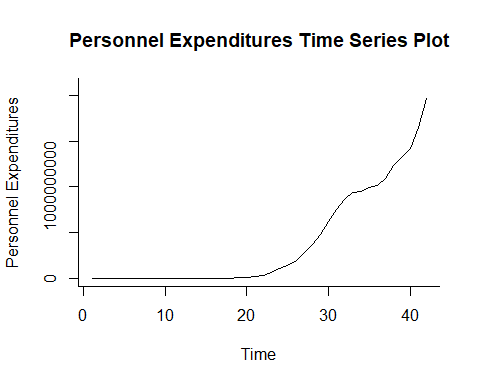 Personnel Expenditures Time Series Plot
Personnel Expenditures
1000000000
0
0 10 20 30 40
Time